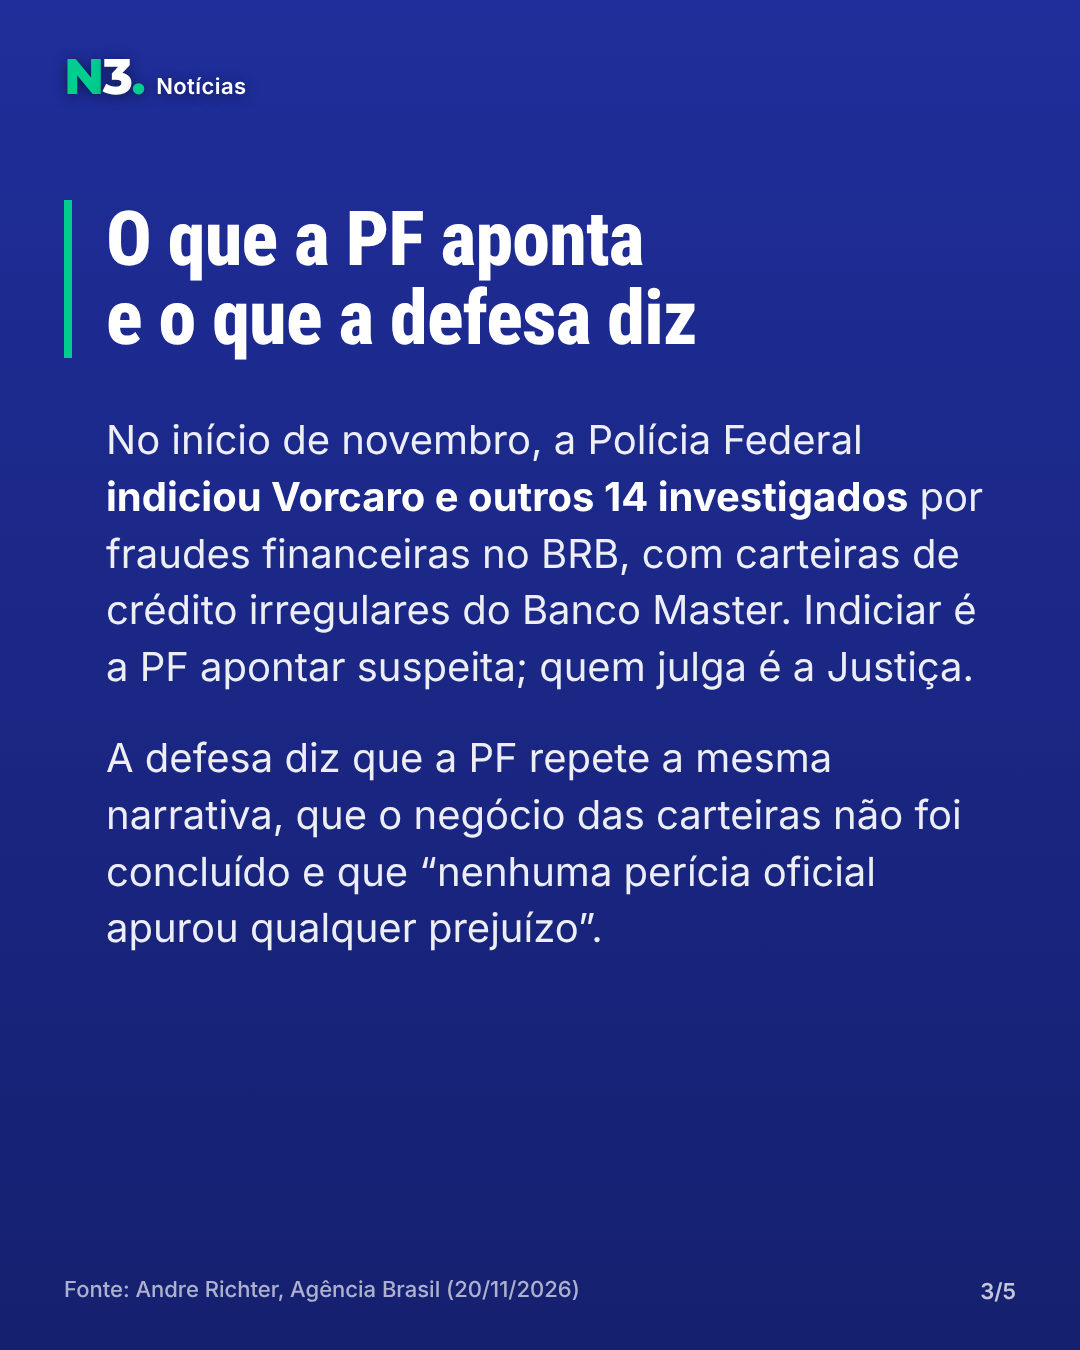 N3. Notícias
O que a PF aponta
e o que a defesa diz
No início de novembro, a Polícia Federal
indiciou Vorcaro e outros 14 investigados por
fraudes financeiras no BRB, com carteiras de
crédito irregulares do Banco Master. Indiciar é
a PF apontar suspeita; quem julga é a Justiça.
A defesa diz que a PF repete a mesma
narrativa, que o negócio das carteiras não foi
concluído e que “nenhuma perícia oficial
apurou qualquer prejuízo”.
Fonte: Andre Richter, Agência Brasil (20/11/2026)
3/5